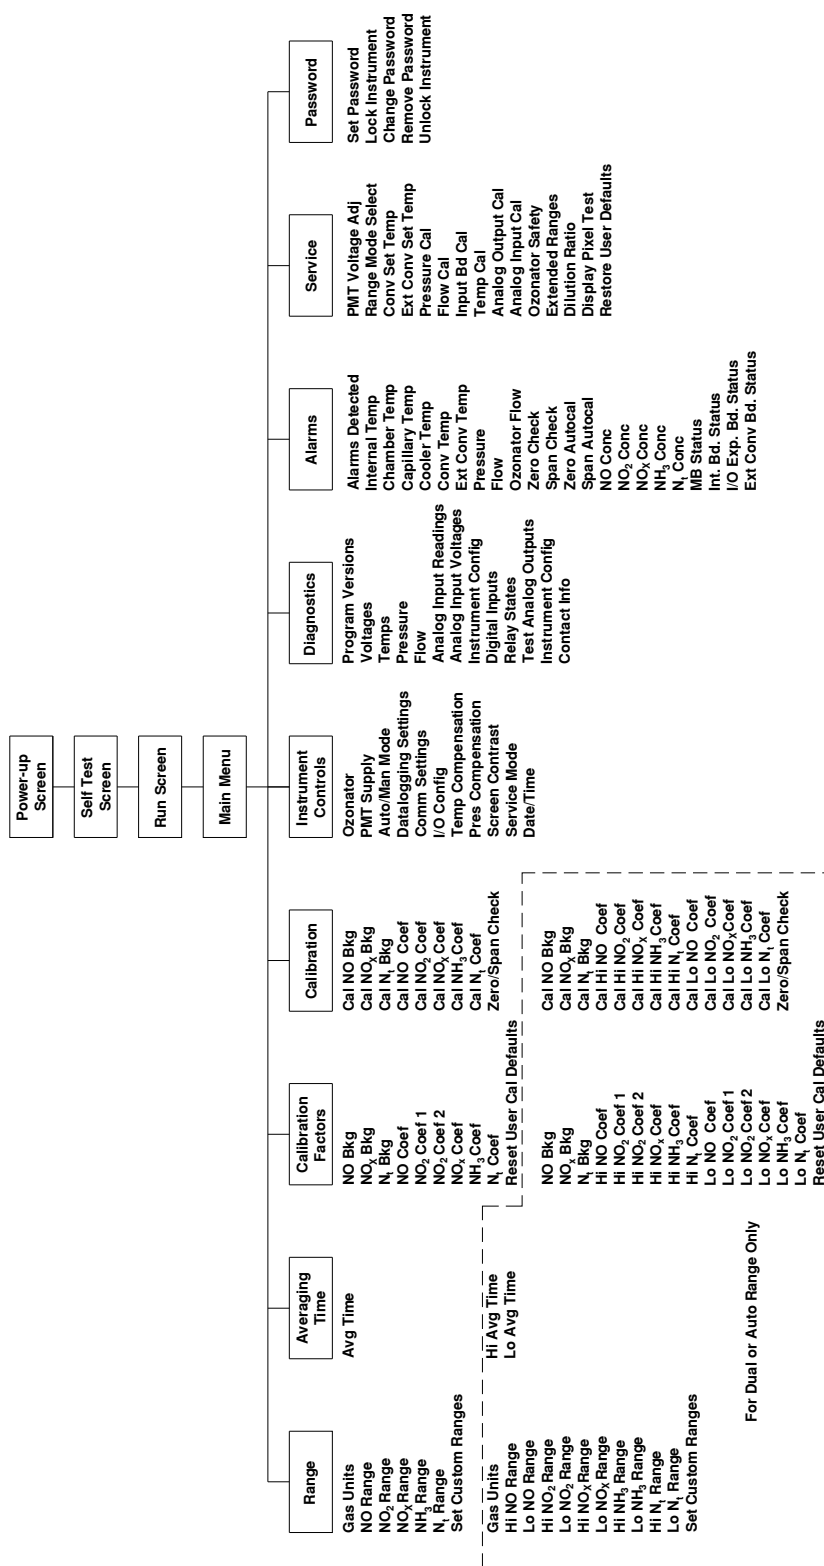 Power-up
Screen
Self Test
Screen
Run Screen
Main Menu
Range
Gas Units
NO Range
NO₂ Range
NOX Range
NH₃ Range
Nt Range
Set Custom Ranges
Gas Units
Hi NO Range
Lo NO Range
Hi NO₂ Range
Lo NO₂ Range
Hi NOX Range
Lo NOX Range
Hi NH₃ Range
Lo NH₃ Range
Hi Nt Range
Lo Nt Range
Set Custom Ranges
Averaging
Time
Avg Time
Hi Avg Time
Lo Avg Time
For Dual or Auto Range Only
Calibration
Factors
NO Bkg
NOX Bkg
Nt Bkg
NO Coef
NO₂ Coef 1
NO₂ Coef 2
NOX Coef
NH₃ Coef
Nt Coef
Reset User Cal Defaults
NO Bkg
NOX Bkg
Nt Bkg
Hi NO Coef
Hi NO₂ Coef 1
Hi NO₂ Coef 2
Hi NOX Coef
Hi NH₃ Coef
Hi Nt Coef
Lo NO Coef
Lo NO₂ Coef 1
Lo NO₂ Coef 2
Lo NOX Coef
Lo NH₃ Coef
Lo Nt Coef
Reset User Cal Defaults
Calibration
Cal NO Bkg
Cal NOX Bkg
Cal Nt Bkg
Cal NO Coef
Cal NO₂ Coef
Cal NOX Coef
Cal NH₃ Coef
Cal Nt Coef
Zero/Span Check
Cal NO Bkg
Cal NOX Bkg
Cal Nt Bkg
Cal Hi NO Coef
Cal Hi NO₂ Coef
Cal Hi NOX Coef
Cal Hi NH₃ Coef
Cal Hi Nt Coef
Cal Lo NO Coef
Cal Lo NO₂ Coef
Cal Lo NOX Coef
Cal Lo NH₃ Coef
Cal Lo Nt Coef
Zero/Span Check
Instrument
Controls
Ozonator
PMT Supply
Auto/Man Mode
Datalogging Settings
Comm Settings
I/O Config
Temp Compensation
Pres Compensation
Screen Contrast
Service Mode
Date/Time
Diagnostics
Program Versions
Voltages
Temps
Pressure
Flow
Analog Input Readings
Analog Input Voltages
Instrument Config
Digital Inputs
Relay States
Test Analog Outputs
Instrument Config
Contact Info
Alarms
Alarms Detected
Internal Temp
Chamber Temp
Capillary Temp
Cooler Temp
Conv Temp
Ext Conv Temp
Pressure
Flow
Ozonator Flow
Zero Check
Span Check
Zero Autocal
Span Autocal
NO Conc
NO₂ Conc
NOX Conc
NH₃ Conc
Nt Conc
MB Status
Int. Bd. Status
I/O Exp. Bd. Status
Ext Conv Bd. Status
Service
PMT Voltage Adj
Range Mode Select
Conv Set Temp
Ext Conv Set Temp
Pressure Cal
Flow Cal
Input Bd Cal
Temp Cal
Analog Output Cal
Analog Input Cal
Ozonator Safety
Extended Ranges
Dilution Ratio
Display Pixel Test
Restore User Defaults
Password
Set Password
Lock Instrument
Change Password
Remove Password
Unlock Instrument